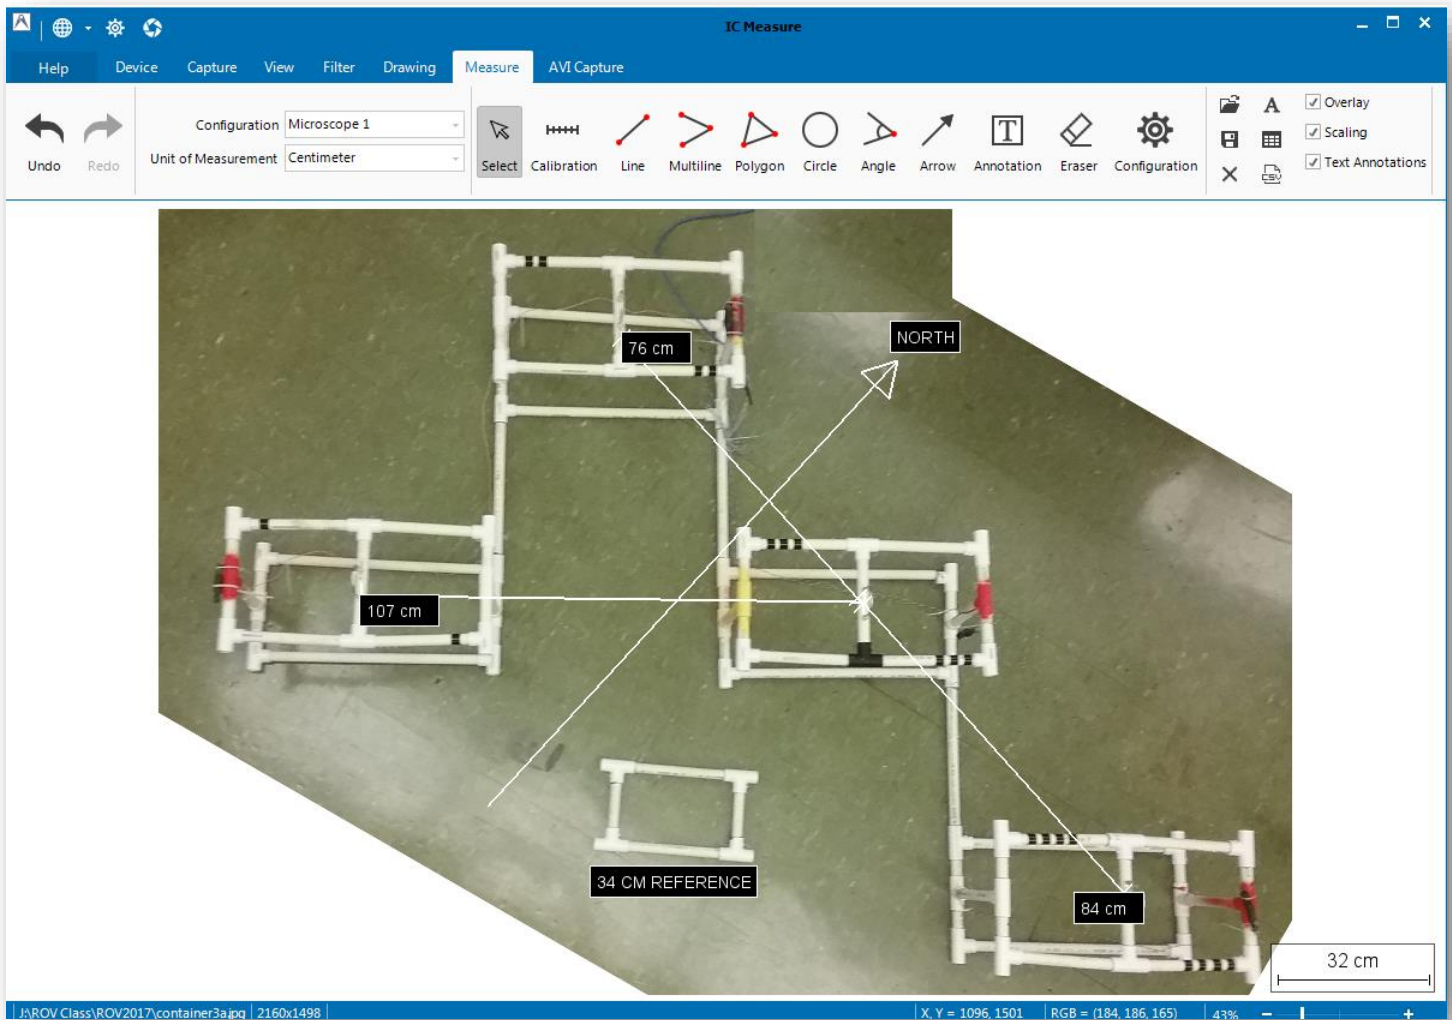 IC Measure
Help Device Capture View Filter Drawing Measure AVI Capture
Undo Redo
Configuration Microscope 1
Unit of Measurement Centimeter
Select Calibration Line Multiline Polygon Circle Angle Arrow Annotation Eraser Configuration
A
T
CSV
Overlay
Scaling
Text Annotations
NORTH
76 cm
107 cm
34 CM REFERENCE
84 cm
32 cm
J:\ROV Class\ROV2017\container3a.jpg 2160x1498 X, Y = 1096, 1501 RGB = (184, 186, 165) 43% - +